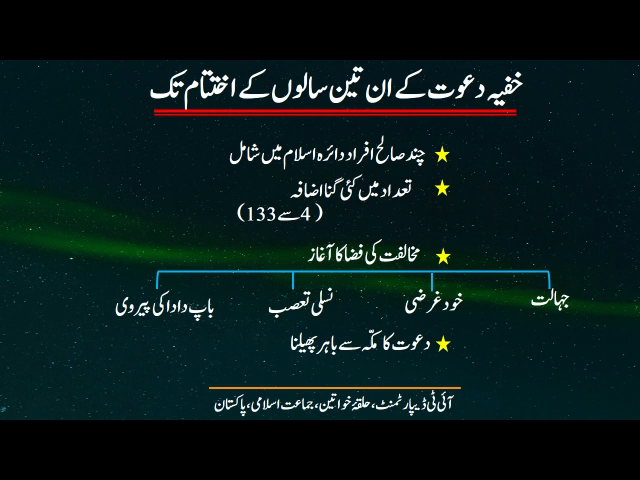 خفیہ دعوت کے ان تین سالوں کے اختتام تک
چند صالح افراد دائرہ اسلام میں شامل
تعداد میں کئی گنا اضافہ
(4 سے 133)
مخالفت کی فضا کا آغاز
جہالت خود غرضی نسلی تعصب باپ دادا کی پیروی
دعوت کا مکّہ سے باہر پھیلنا
آئی ٹی ڈیپارٹمنٹ، حلقۂ خواتین، جماعت اسلامی، پاکستان